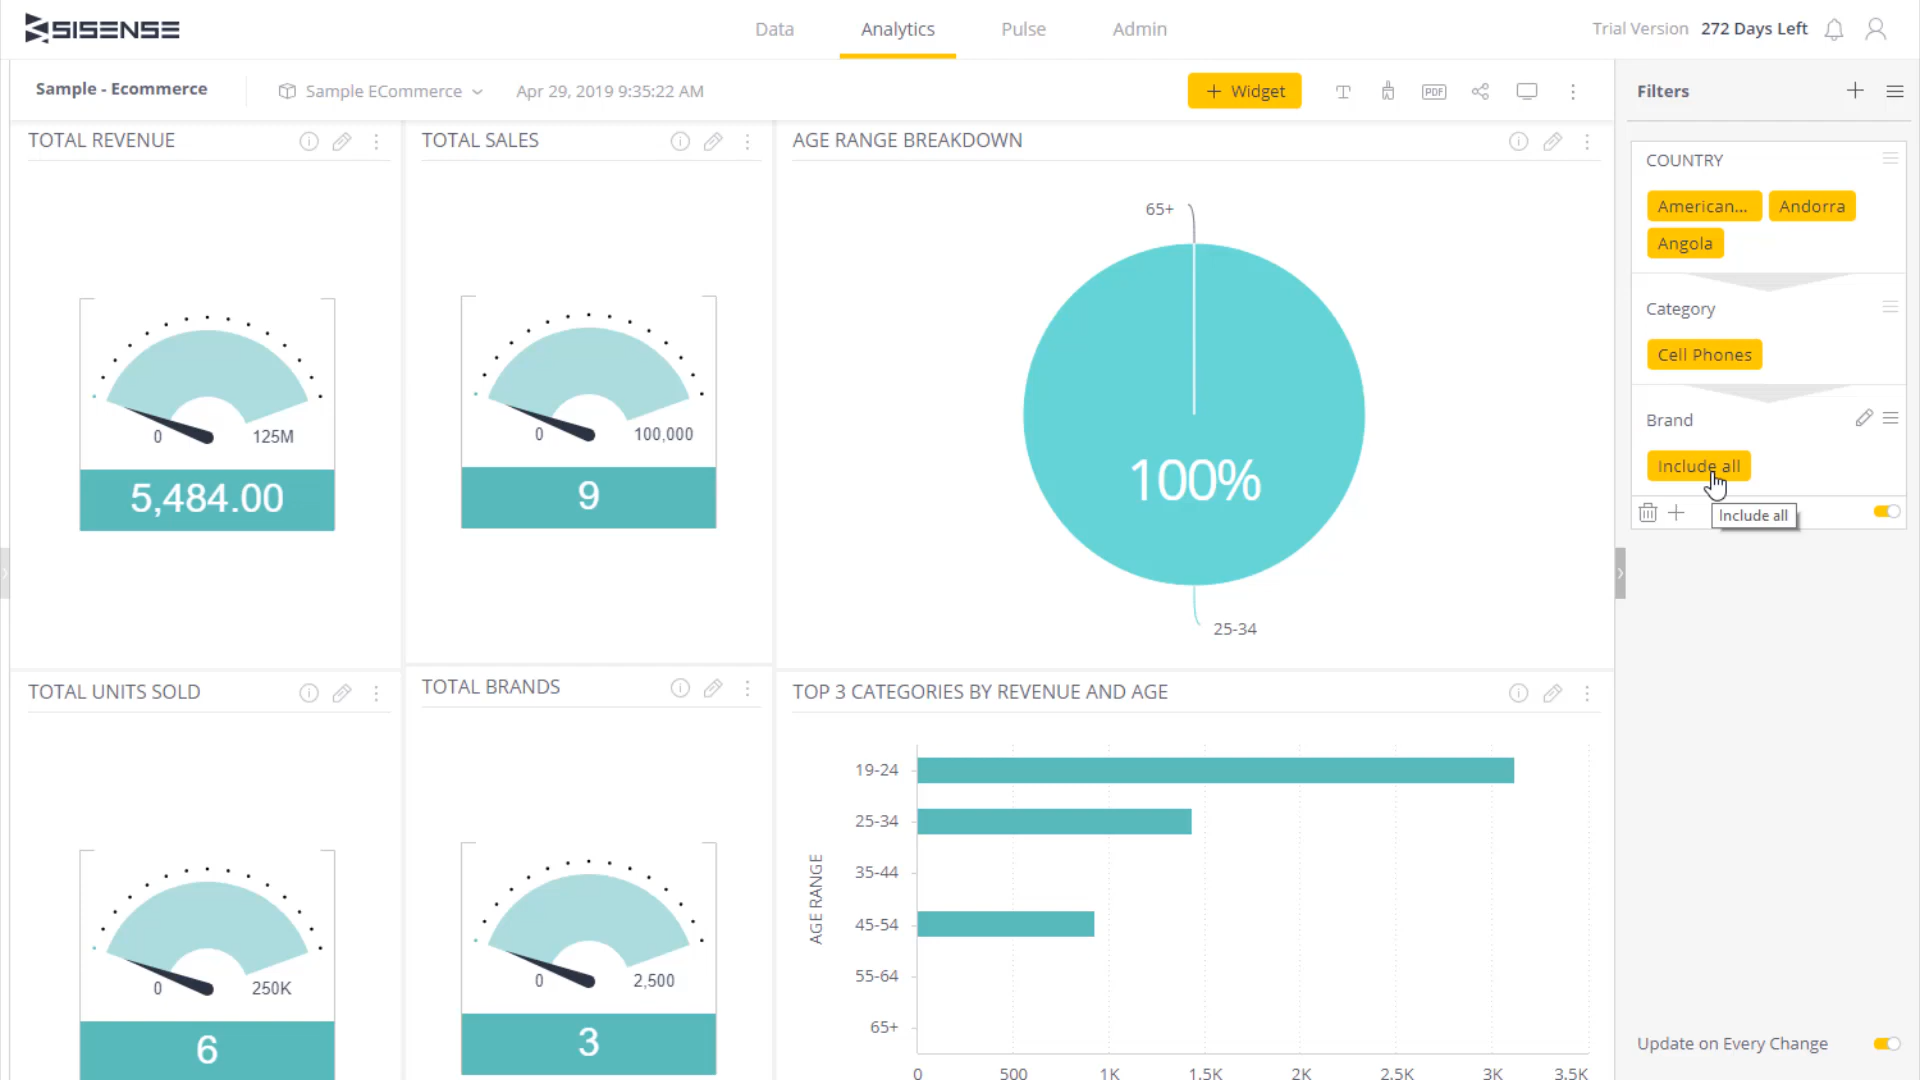 SISENSE
Data Analytics Pulse Admin
Trial Version 272 Days Left
Sample - Ecommerce Sample ECommerce Apr 29, 2019 9:35:22 AM
+ Widget
PDF
Filters
TOTAL REVENUE
0 125M
5,484.00
TOTAL SALES
0 100,000
9
AGE RANGE BREAKDOWN
65+
100%
25-34
COUNTRY
American... Andorra
Angola
Category
Cell Phones
Brand
Include all
Include all
TOTAL UNITS SOLD
0 250K
6
TOTAL BRANDS
0 2,500
3
TOP 3 CATEGORIES BY REVENUE AND AGE
AGE RANGE
19-24
25-34
35-44
45-54
55-64
65+
0 500 1K 1.5K 2K 2.5K 3K 3.5K
Update on Every Change